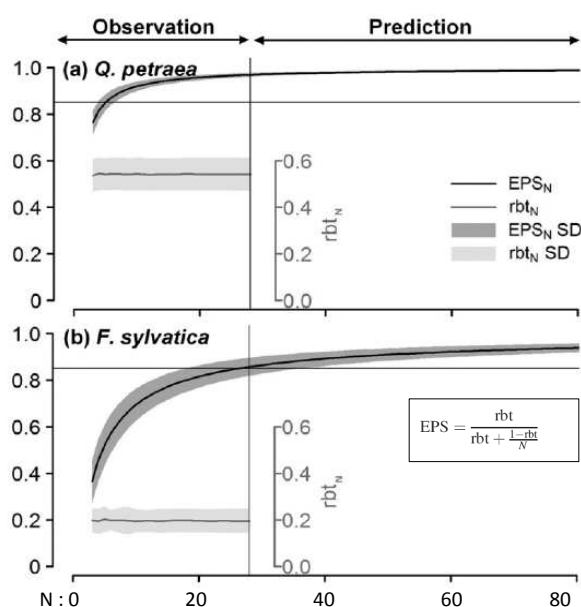 Observation Prediction
(a) Q. petraea
1.0
0.8
0.6
0.4
0.2
0
0.6
0.4
0.2
0.0
rbt_N
EPS_N
rbt_N
EPS_N SD
rbt_N SD
(b) F. sylvatica
1.0
0.8
0.6
0.4
0.2
0
0.6
0.4
0.2
0.0
rbt_N
EPS = rbt / (rbt + (1−rbt)/N)
N : 0 20 40 60 80